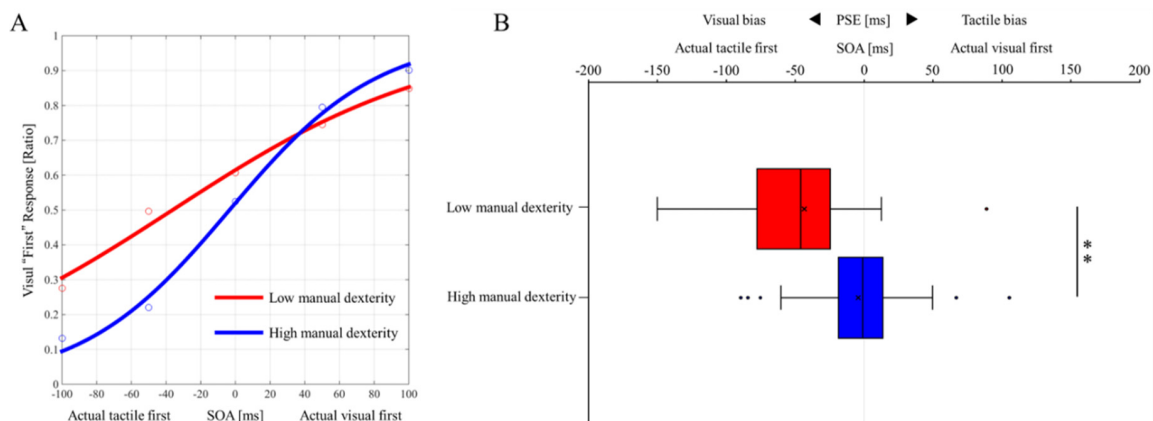 A
1
0.9
0.8
0.7
0.6
0.5
0.4
0.3
0.2
0.1
0
Visul “First” Response [Ratio]
Low manual dexterity
High manual dexterity
-100 -80 -60 -40 -20 0 20 40 60 80 100
Actual tactile first SOA [ms] Actual visual first
B
Visual bias ◀ PSE [ms] ▶ Tactile bias
Actual tactile first SOA [ms] Actual visual first
-200 -150 -100 -50 0 50 100 150 200
Low manual dexterity
High manual dexterity
**